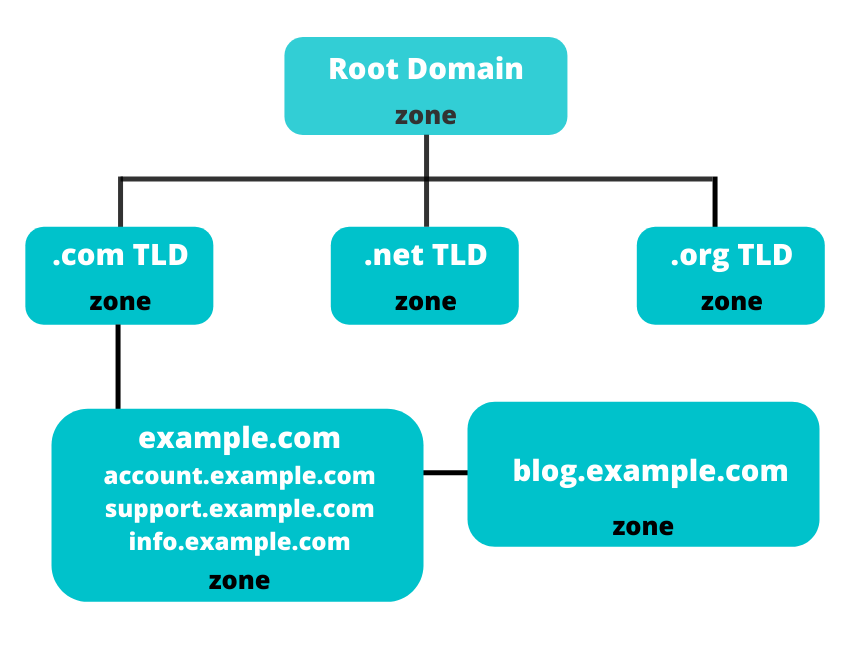 Root Domain
zone
.com TLD
zone
.net TLD
zone
.org TLD
zone
example.com
account.example.com
support.example.com
info.example.com
zone
blog.example.com
zone